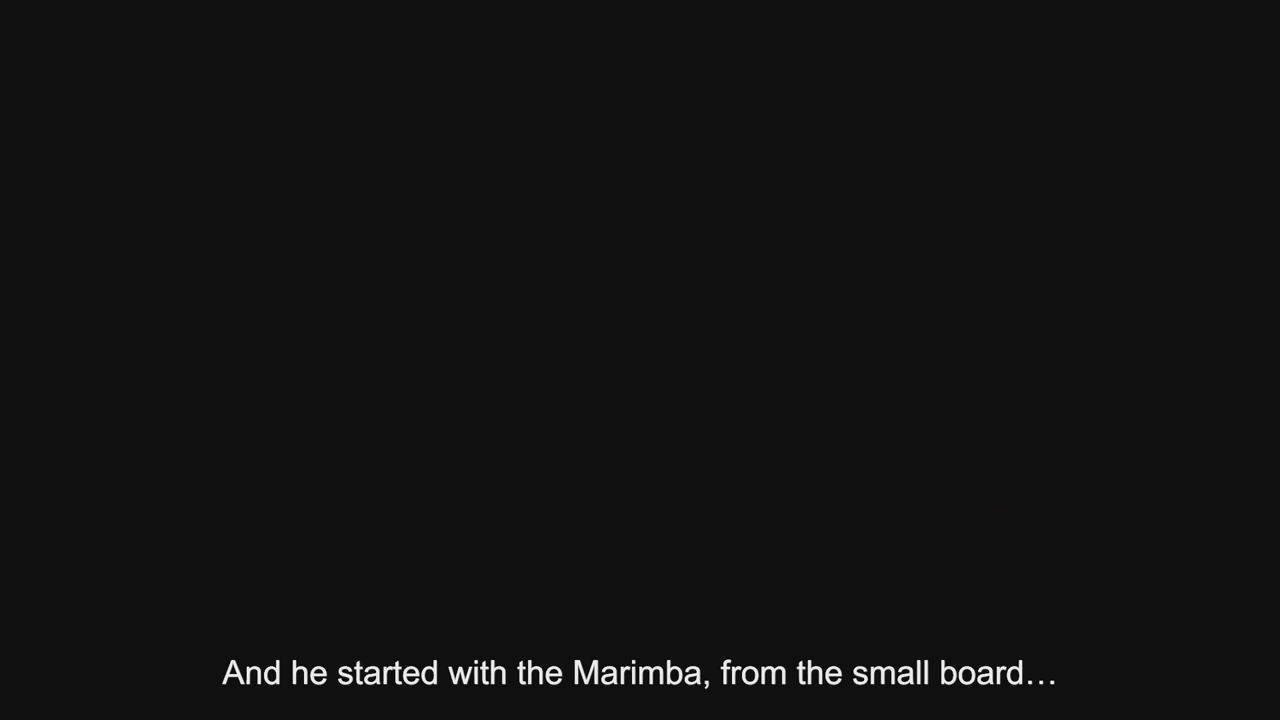 And he started with the Marimba, from the small board…